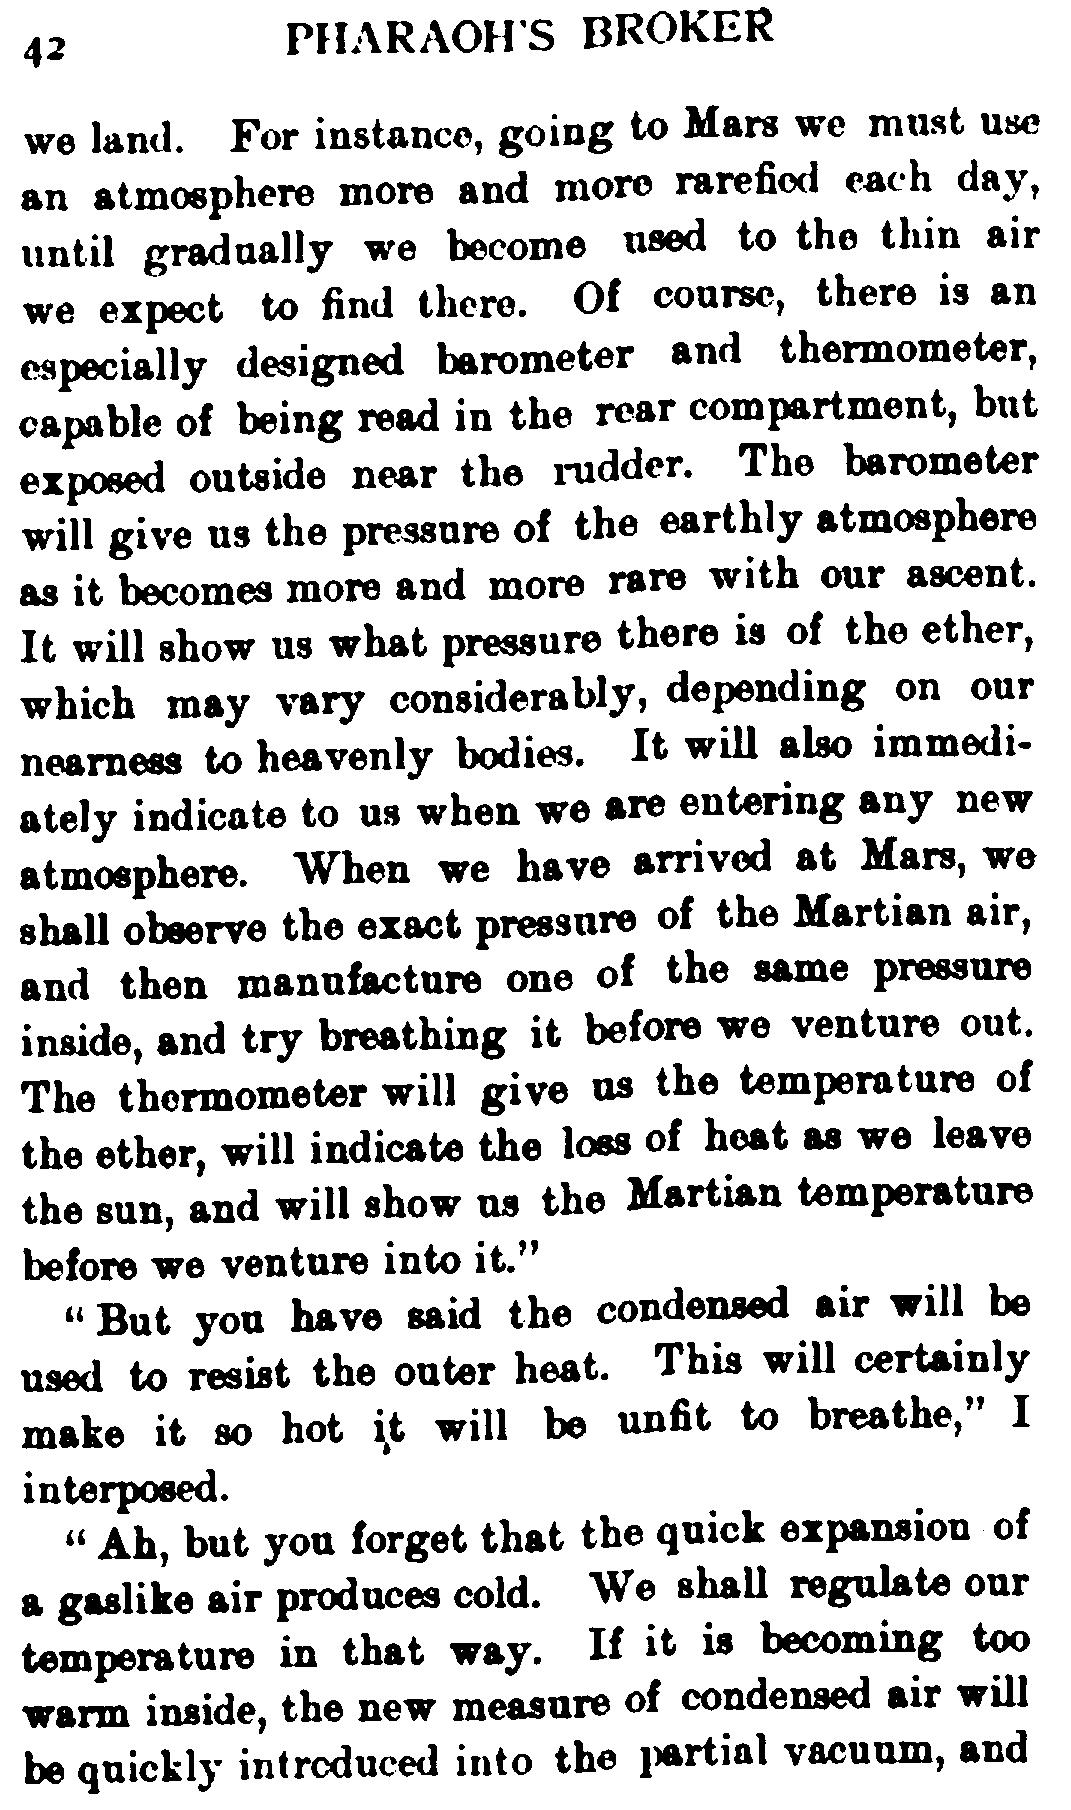 42 PHARAOH'S BROKER
we land. For instance, going to Mars we must use
an atmosphere more and more rarefied each day,
until gradually we become used to the thin air
we expect to find there. Of course, there is an
especially designed barometer and thermometer,
capable of being read in the rear compartment, but
exposed outside near the rudder. The barometer
will give us the pressure of the earthly atmosphere
as it becomes more and more rare with our ascent.
It will show us what pressure there is of the ether,
which may vary considerably, depending on our
nearness to heavenly bodies. It will also immedi-
ately indicate to us when we are entering any new
atmosphere. When we have arrived at Mars, we
shall observe the exact pressure of the Martian air,
and then manufacture one of the same pressure
inside, and try breathing it before we venture out.
The thermometer will give us the temperature of
the ether, will indicate the loss of heat as we leave
the sun, and will show us the Martian temperature
before we venture into it."
"But you have said the condensed air will be
used to resist the outer heat. This will certainly
make it so hot it will be unfit to breathe," I
interposed.
"Ah, but you forget that the quick expansion of
a gaslike air produces cold. We shall regulate our
temperature in that way. If it is becoming too
warm inside, the new measure of condensed air will
be quickly introduced into the partial vacuum, and